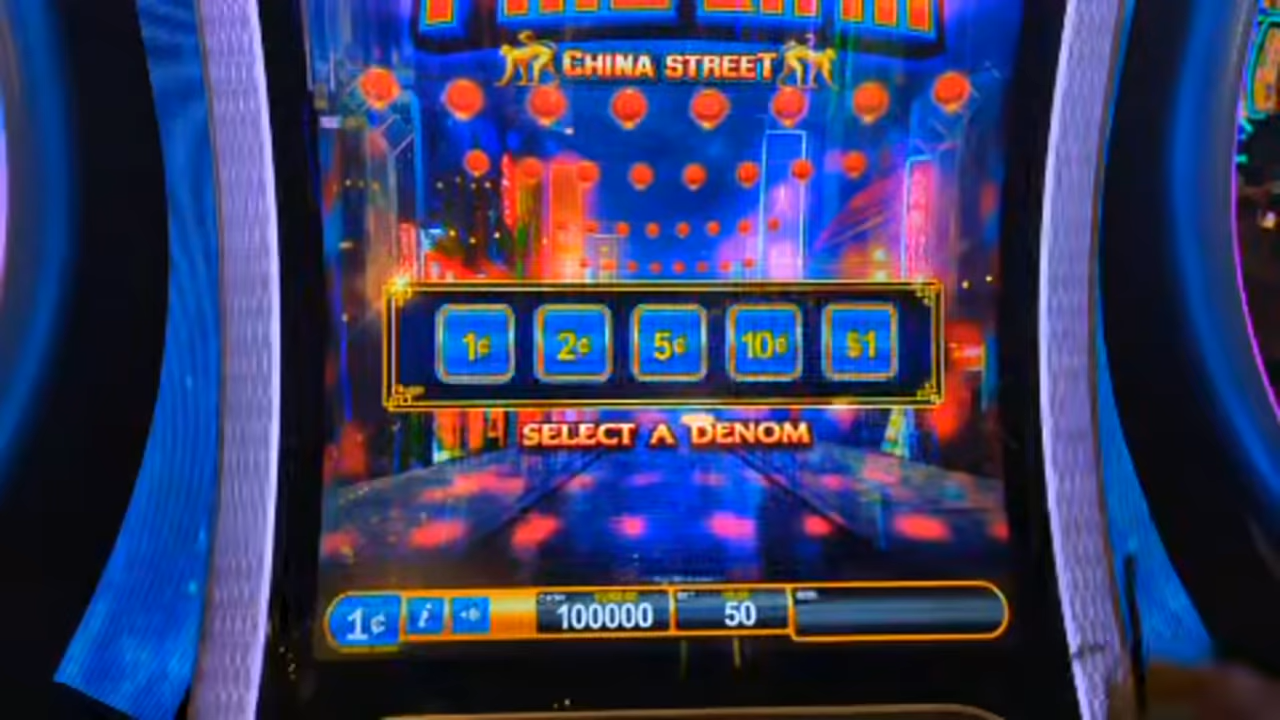 CHINA STREET
1¢ 2¢ 5¢ 10¢ $1
SELECT A DENOM
1¢ i 100000 50